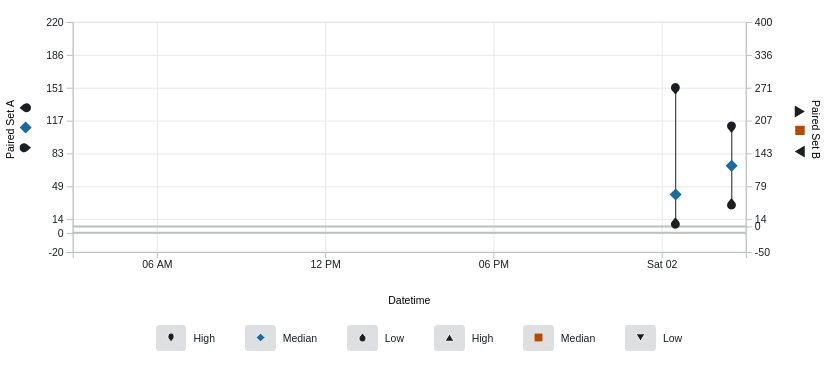 220 400
186 336
151 271
117 207
83 143
49 79
14 14
0 0
-20 -50
Paired Set A
Paired Set B
06 AM 12 PM 06 PM Sat 02
Datetime
High Median Low High Median Low